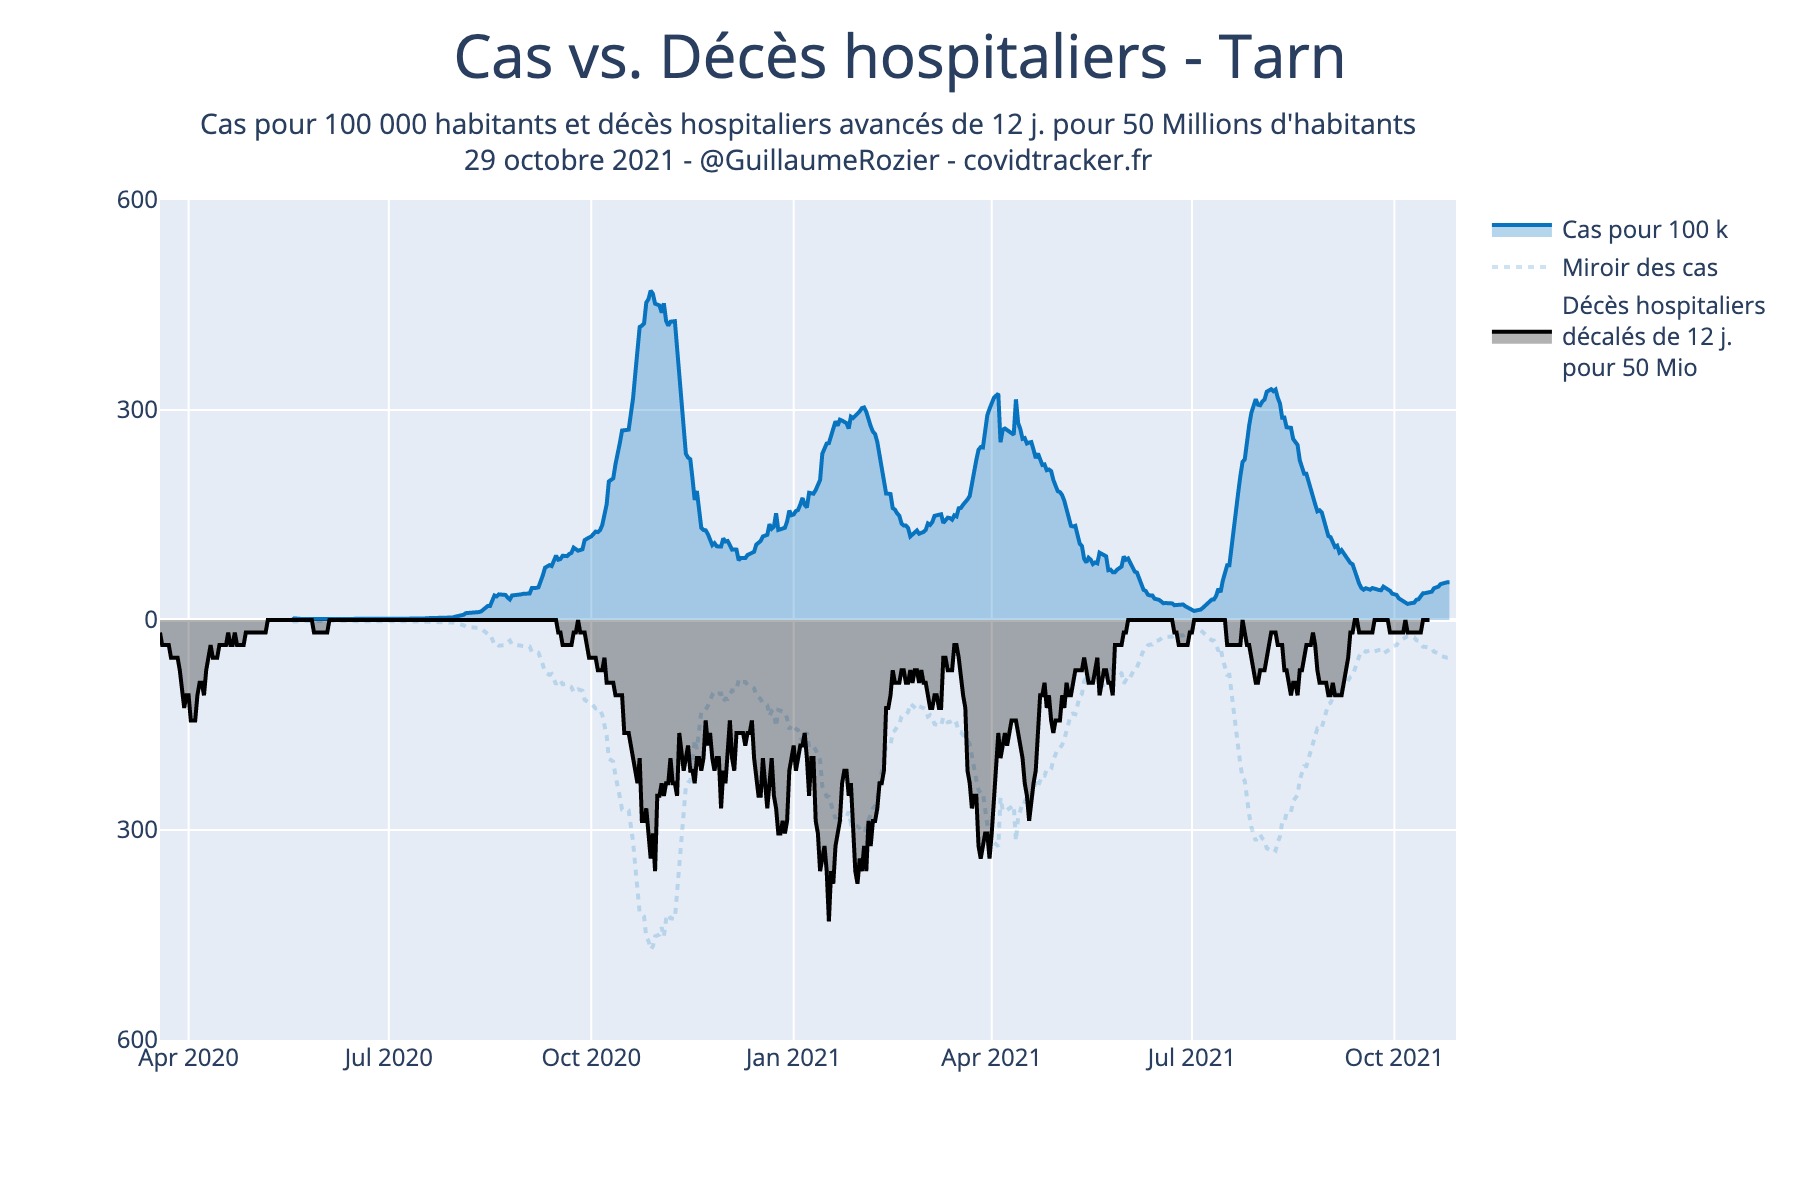 Cas vs. Décès hospitaliers - Tarn
Cas pour 100 000 habitants et décès hospitaliers avancés de 12 j. pour 50 Millions d'habitants
29 octobre 2021 - @GuillaumeRozier - covidtracker.fr
600
300
0
300
600
Apr 2020
Jul 2020
Oct 2020
Jan 2021
Apr 2021
Jul 2021
Oct 2021
Cas pour 100 k
Miroir des cas
Décès hospitaliers
décalés de 12 j.
pour 50 Mio